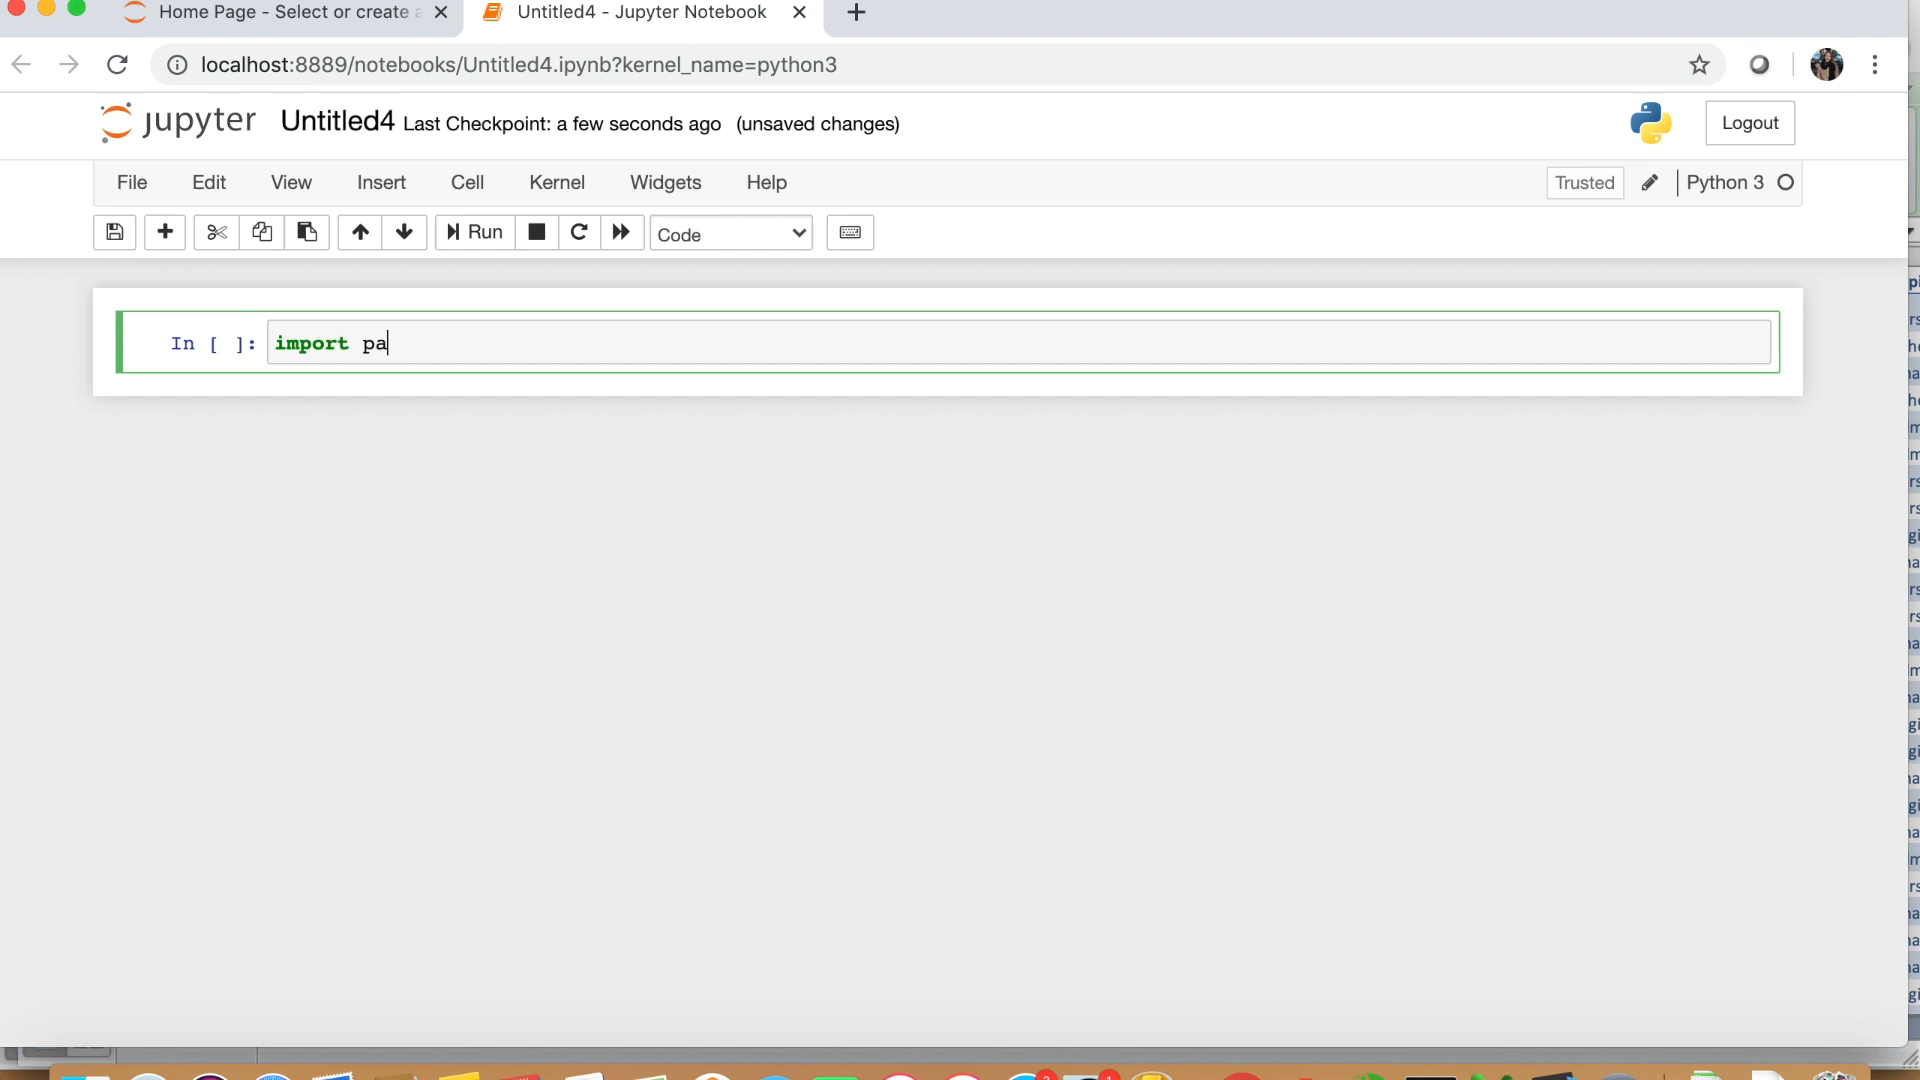 Home Page - Select or create a
Untitled4 - Jupyter Notebook
localhost:8889/notebooks/Untitled4.ipynb?kernel_name=python3
jupyter Untitled4 Last Checkpoint: a few seconds ago (unsaved changes)
Logout
File Edit View Insert Cell Kernel Widgets Help
Trusted
Python 3
Run
Code
In [ ]: import pa